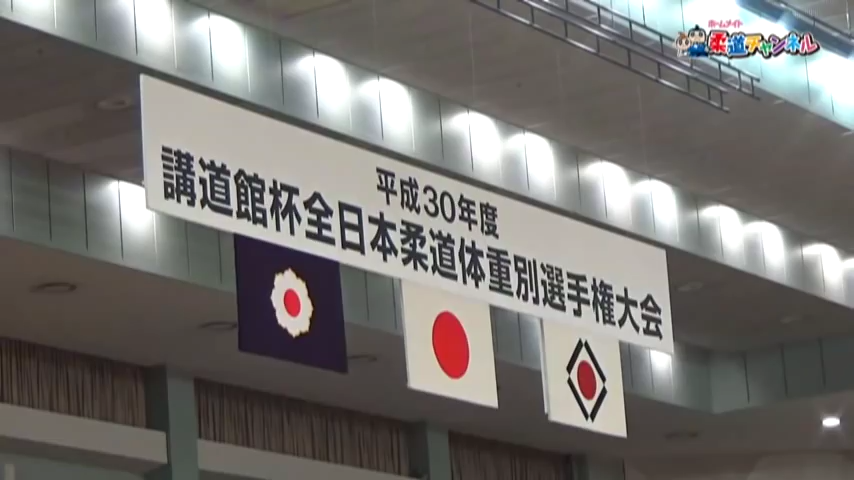 ホームメイト
柔道チャンネル
平成30年度
講道館杯全日本柔道体重別選手権大会